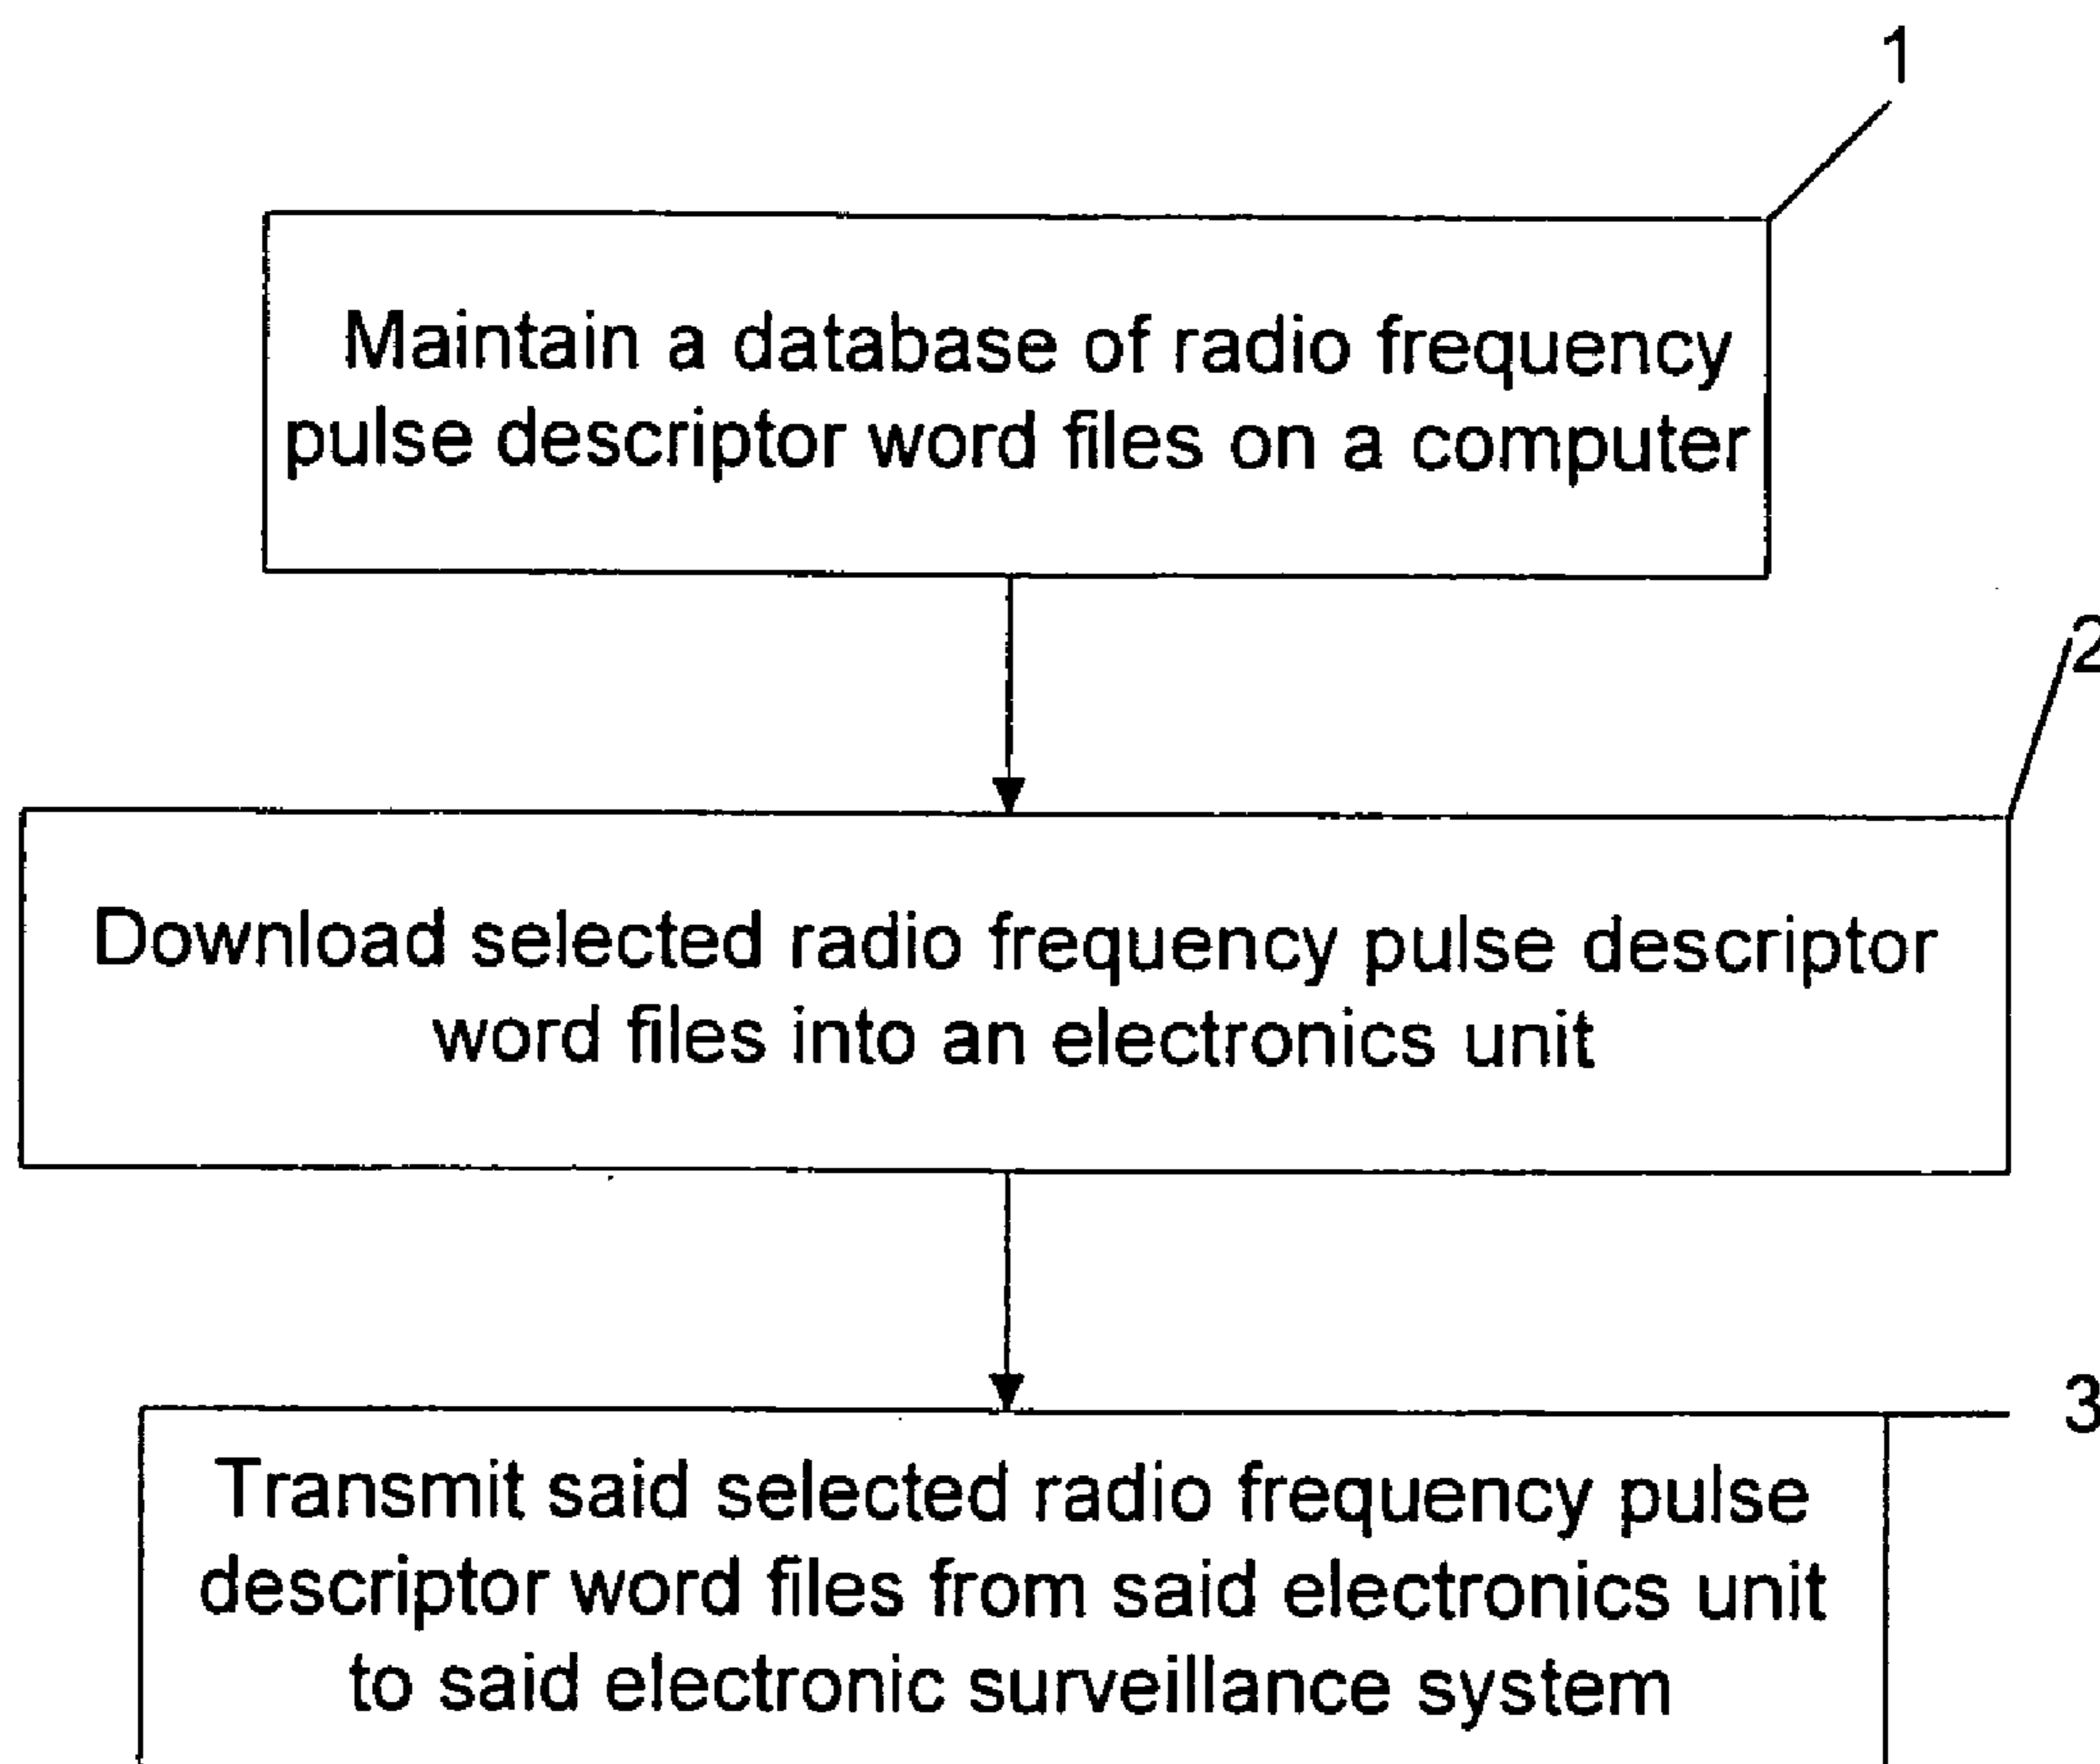 1
Maintain a database of radio frequency
pulse descriptor word files on a computer
2
Download selected radio frequency pulse descriptor
word files into an electronics unit
3
Transmit said selected radio frequency pulse
descriptor word files from said electronics unit
to said electronic surveillance system